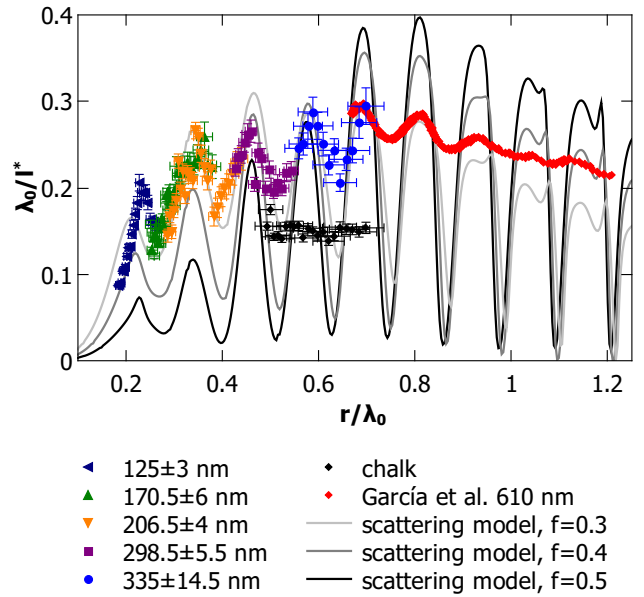 λ₀/l*
0.4
0.3
0.2
0.1
0
0.2
0.4
0.6
0.8
1
1.2
r/λ₀
125±3 nm
170.5±6 nm
206.5±4 nm
298.5±5.5 nm
335±14.5 nm
chalk
García et al. 610 nm
scattering model, f=0.3
scattering model, f=0.4
scattering model, f=0.5